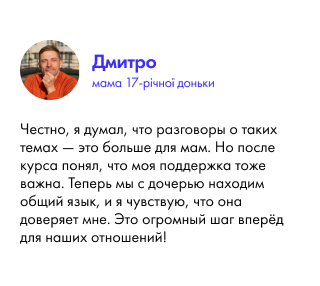 Дмитро
мама 17-річної доньки
Честно, я думал, что разговоры о таких
темах — это больше для мам. Но после
курса понял, что моя поддержка тоже
важна. Теперь мы с дочерью находим
общий язык, и я чувствую, что она
доверяет мне. Это огромный шаг вперёд
для наших отношений!